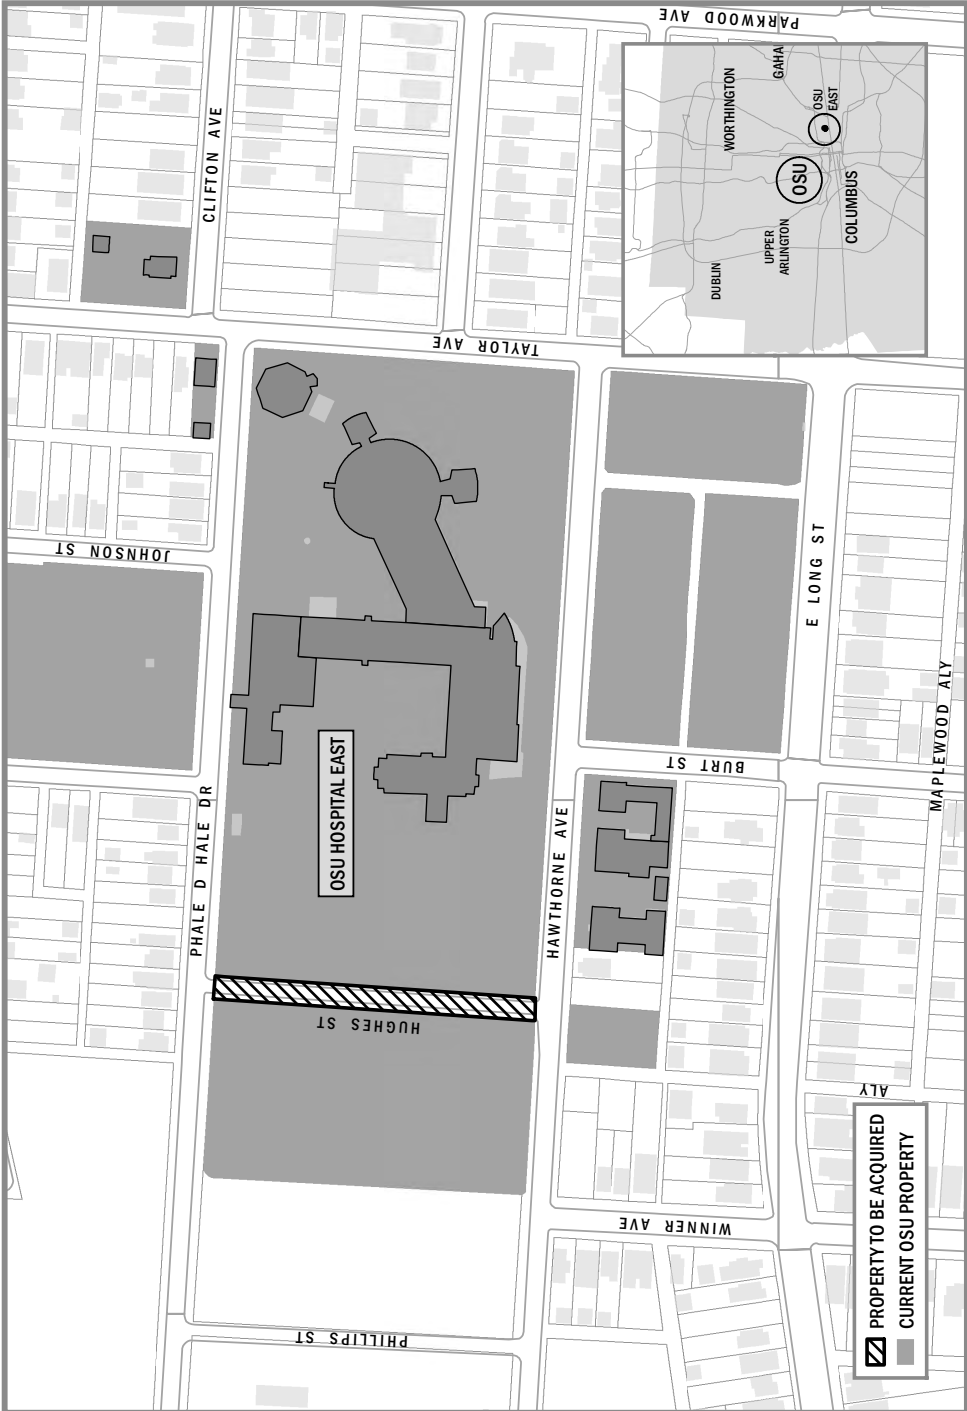 PARKWOOD AVE
CLIFTON AVE
TAYLOR AVE
JOHNSON ST
E LONG ST
MAPLEWOOD ALY
BURT ST
PHALE D HALE DR
OSU HOSPITAL EAST
HAWTHORNE AVE
HUGHES ST
ALY
WINNER AVE
PHILLIPS ST
WORTHINGTON
GAHA
OSU
EAST
OSU
DUBLIN
UPPER
ARLINGTON
COLUMBUS
PROPERTY TO BE ACQUIRED
CURRENT OSU PROPERTY